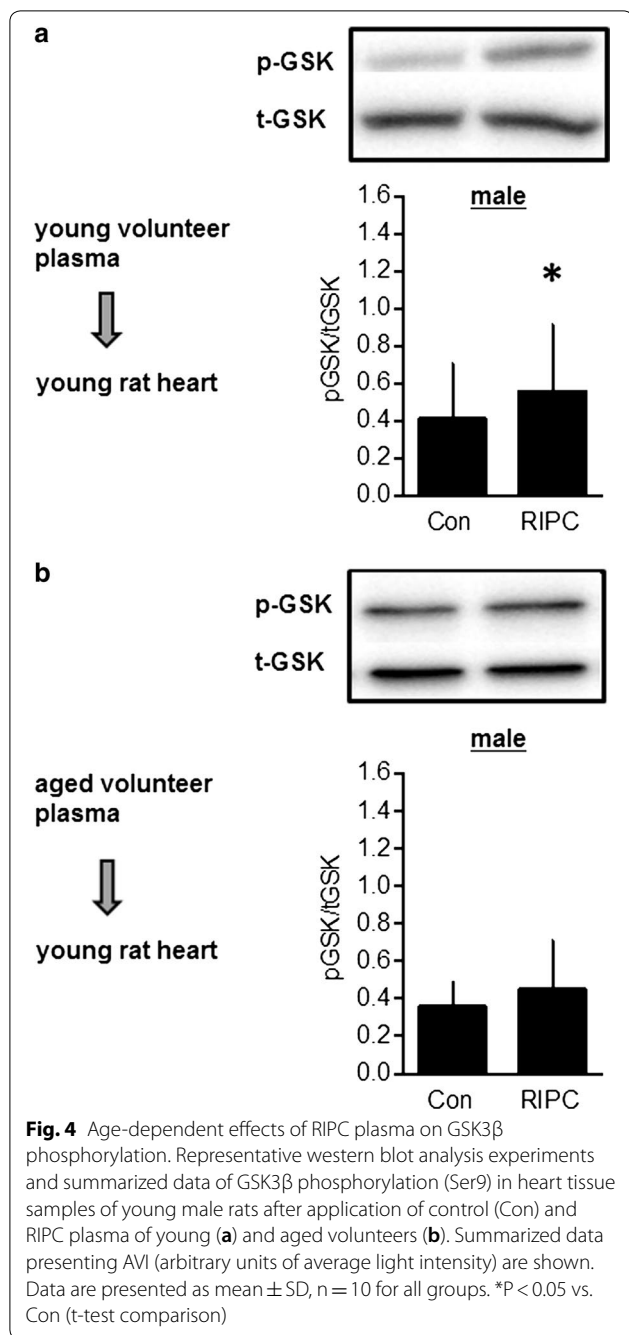 a
p-GSK
t-GSK
male
young volunteer
plasma
young rat heart
pGSK/tGSK
1.6
1.4
1.2
1.0
0.8
0.6
0.4
0.2
0.0
*
Con RIPC
b
p-GSK
t-GSK
male
aged volunteer
plasma
young rat heart
pGSK/tGSK
1.6
1.4
1.2
1.0
0.8
0.6
0.4
0.2
0.0
Con RIPC
Fig. 4 Age-dependent effects of RIPC plasma on GSK3β
phosphorylation. Representative western blot analysis experiments
and summarized data of GSK3β phosphorylation (Ser9) in heart tissue
samples of young male rats after application of control (Con) and
RIPC plasma of young (a) and aged volunteers (b). Summarized data
presenting AVI (arbitrary units of average light intensity) are shown.
Data are presented as mean ± SD, n = 10 for all groups. *P < 0.05 vs.
Con (t-test comparison)